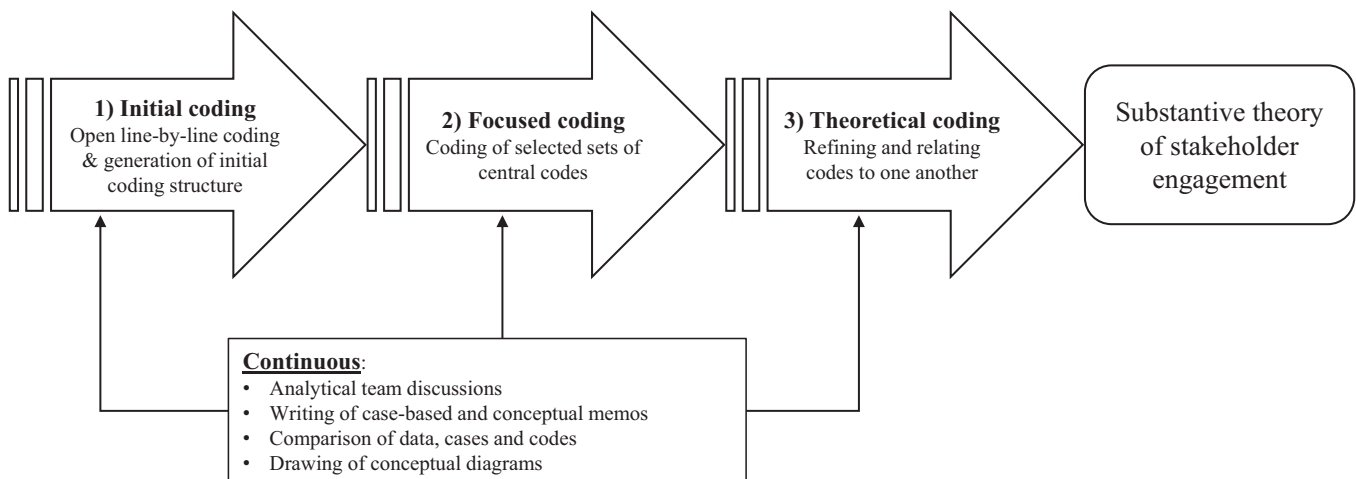 1) Initial coding
Open line-by-line coding
& generation of initial
coding structure
2) Focused coding
Coding of selected sets of
central codes
3) Theoretical coding
Refining and relating
codes to one another
Substantive theory
of stakeholder
engagement
Continuous:
• Analytical team discussions
• Writing of case-based and conceptual memos
• Comparison of data, cases and codes
• Drawing of conceptual diagrams